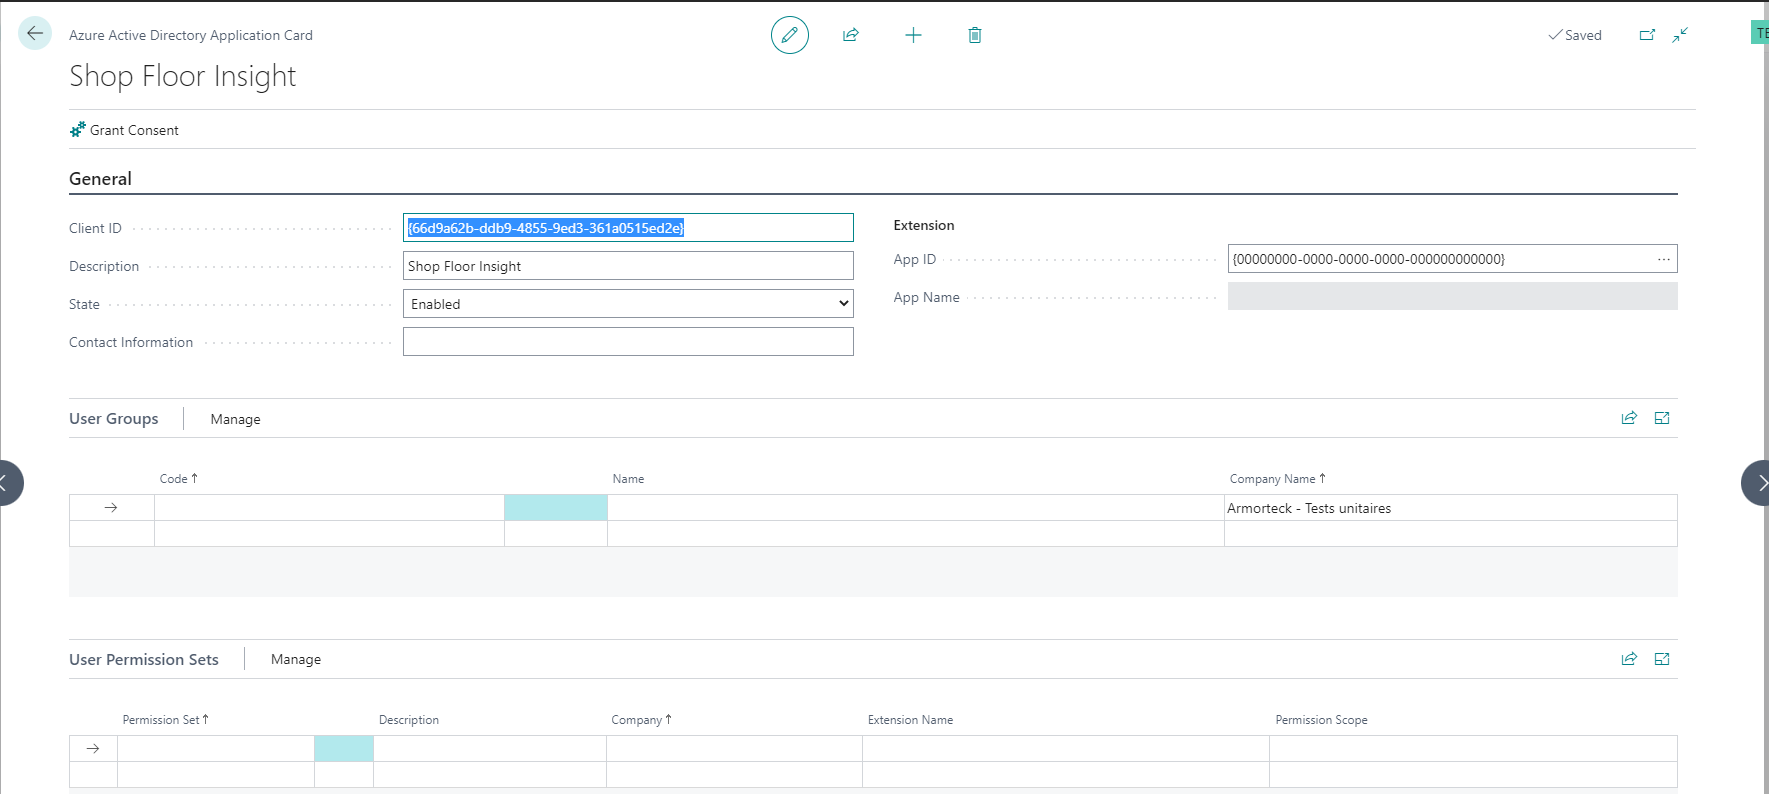 Azure Active Directory Application Card
Saved
TE
Shop Floor Insight
Grant Consent
General
Client ID
{66d9a62b-ddb9-4855-9ed3-361a0515ed2e}
Description
Shop Floor Insight
State
Enabled
Contact Information
Extension
App ID
{00000000-0000-0000-0000-000000000000}
...
App Name
User Groups
Manage
Code ↑
Name
Company Name ↑
Armorteck - Tests unitaires
User Permission Sets
Manage
Permission Set ↑
Description
Company ↑
Extension Name
Permission Scope